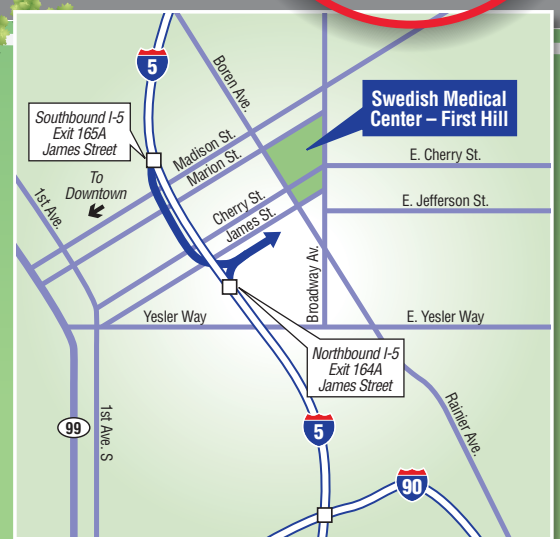 5
Boren Ave.
Swedish Medical
Center – First Hill
Southbound I-5
Exit 165A
James Street
Madison St.
Marion St.
E. Cherry St.
To
Downtown
1st Ave.
Cherry St.
James St.
E. Jefferson St.
Broadway Av.
Yesler Way
E. Yesler Way
Northbound I-5
Exit 164A
James Street
Rainier Ave.
99
1st Ave. S
5
90